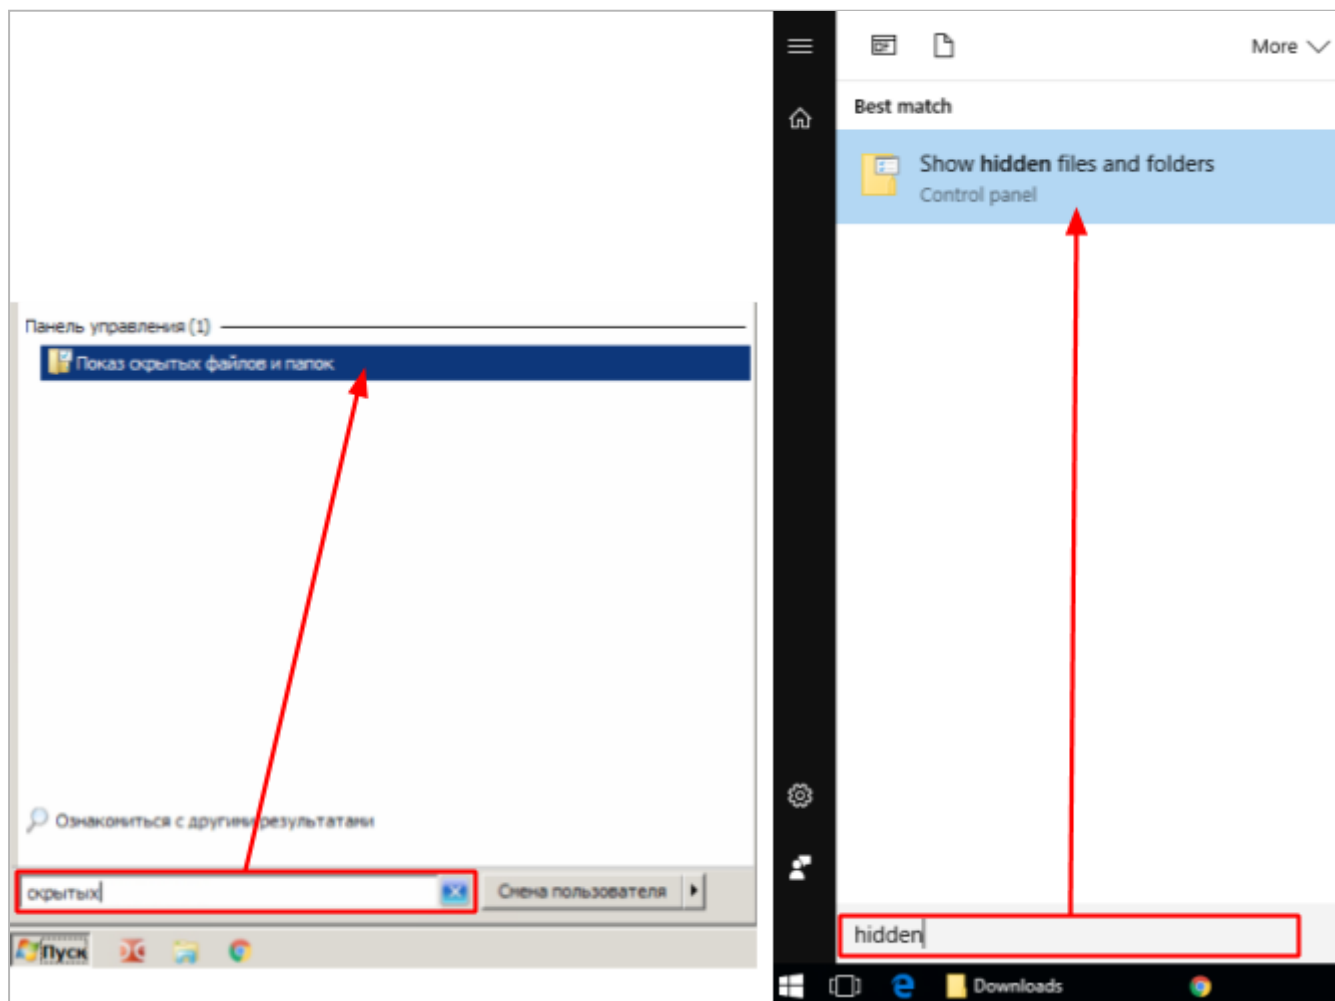 Панель управления (1)
Показ скрытых файлов и папок
Ознакомиться с другими результатами
скрытых
Смена пользователя
Пуск
More
Best match
Show hidden files and folders
Control panel
hidden
Downloads